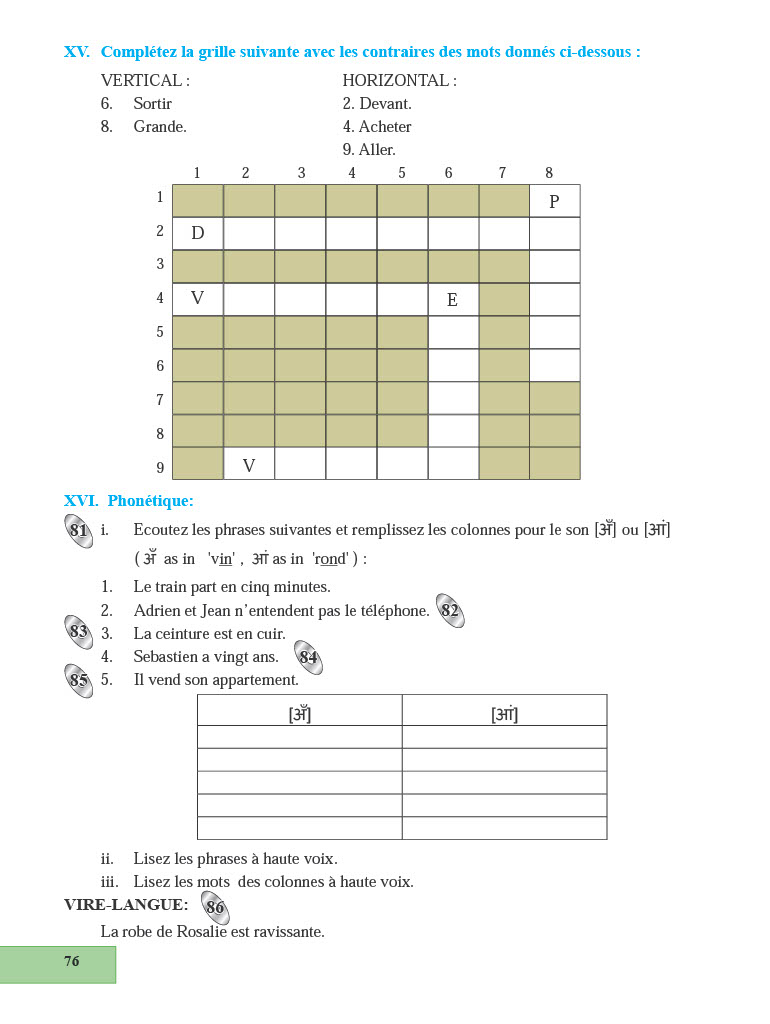 XV. Complétez la grille suivante avec les contraires des mots donnés ci-dessous :
VERTICAL : HORIZONTAL :
6. Sortir 2. Devant.
8. Grande. 4. Acheter
9. Aller.
1 2 3 4 5 6 7 8
1 P
2 D
3
4 V E
5
6
7
8
9 V
XVI. Phonétique:
81 i. Ecoutez les phrases suivantes et remplissez les colonnes pour le son [अँ] ou [आं]
( अँ as in 'vin' , आं as in 'rond' ) :
1. Le train part en cinq minutes.
2. Adrien et Jean n'entendent pas le téléphone. 82
83 3. La ceinture est en cuir.
4. Sebastien a vingt ans. 84
85 5. Il vend son appartement.
[अँ] [आं]
ii. Lisez les phrases à haute voix.
iii. Lisez les mots des colonnes à haute voix.
VIRE-LANGUE: 86
La robe de Rosalie est ravissante.
76